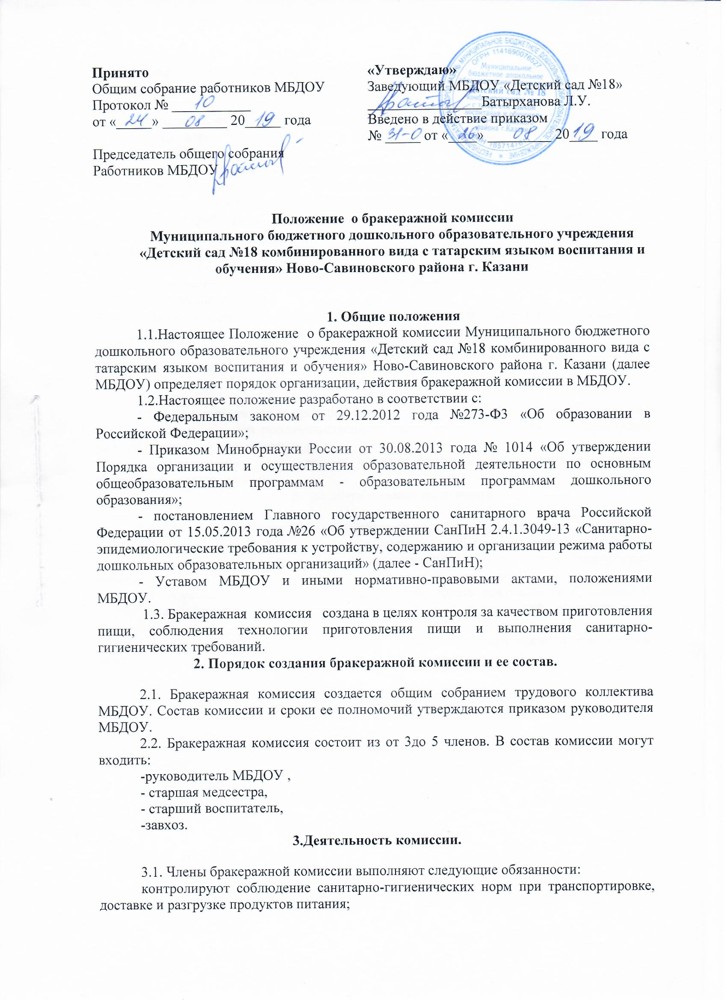 Принято
Общим собрание работников МБДОУ
Протокол № 10
от «24» 08 2019 года
Председатель общего собрания
Работников МБДОУ
«Утверждаю»
Заведующий МБДОУ «Детский сад №18»
Батырханова Л.У.
Введено в действие приказом
№ 31-О от «26» 08 2019 года
ОГРН 1141690076527
Муниципальное
бюджетное дошкольное
Детский сад № 18
воспитания и обучения»
района г.Казани
Положение о бракеражной комиссии
Муниципального бюджетного дошкольного образовательного учреждения
«Детский сад №18 комбинированного вида с татарским языком воспитания и
обучения» Ново-Савиновского района г. Казани
1. Общие положения
1.1.Настоящее Положение о бракеражной комиссии Муниципального бюджетного
дошкольного образовательного учреждения «Детский сад №18 комбинированного вида с
татарским языком воспитания и обучения» Ново-Савиновского района г. Казани (далее
МБДОУ) определяет порядок организации, действия бракеражной комиссии в МБДОУ.
1.2.Настоящее положение разработано в соответствии с:
- Федеральным законом от 29.12.2012 года №273-ФЗ «Об образовании в
Российской Федерации»;
- Приказом Минобрнауки России от 30.08.2013 года № 1014 «Об утверждении
Порядка организации и осуществления образовательной деятельности по основным
общеобразовательным программам - образовательным программам дошкольного
образования»;
- постановлением Главного государственного санитарного врача Российской
Федерации от 15.05.2013 года №26 «Об утверждении СанПиН 2.4.1.3049-13 «Санитарно-
эпидемиологические требования к устройству, содержанию и организации режима работы
дошкольных образовательных организаций» (далее - СанПиН);
- Уставом МБДОУ и иными нормативно-правовыми актами, положениями
МБДОУ.
1.3. Бракеражная комиссия создана в целях контроля за качеством приготовления
пищи, соблюдения технологии приготовления пищи и выполнения санитарно-
гигиенических требований.
2. Порядок создания бракеражной комиссии и ее состав.
2.1. Бракеражная комиссия создается общим собранием трудового коллектива
МБДОУ. Состав комиссии и сроки ее полномочий утверждаются приказом руководителя
МБДОУ.
2.2. Бракеражная комиссия состоит из от 3до 5 членов. В состав комиссии могут
входить:
-руководитель МБДОУ ,
- старшая медсестра,
- старший воспитатель,
-завхоз.
3.Деятельность комиссии.
3.1. Члены бракеражной комиссии выполняют следующие обязанности:
контролируют соблюдение санитарно-гигиенических норм при транспортировке,
доставке и разгрузке продуктов питания;